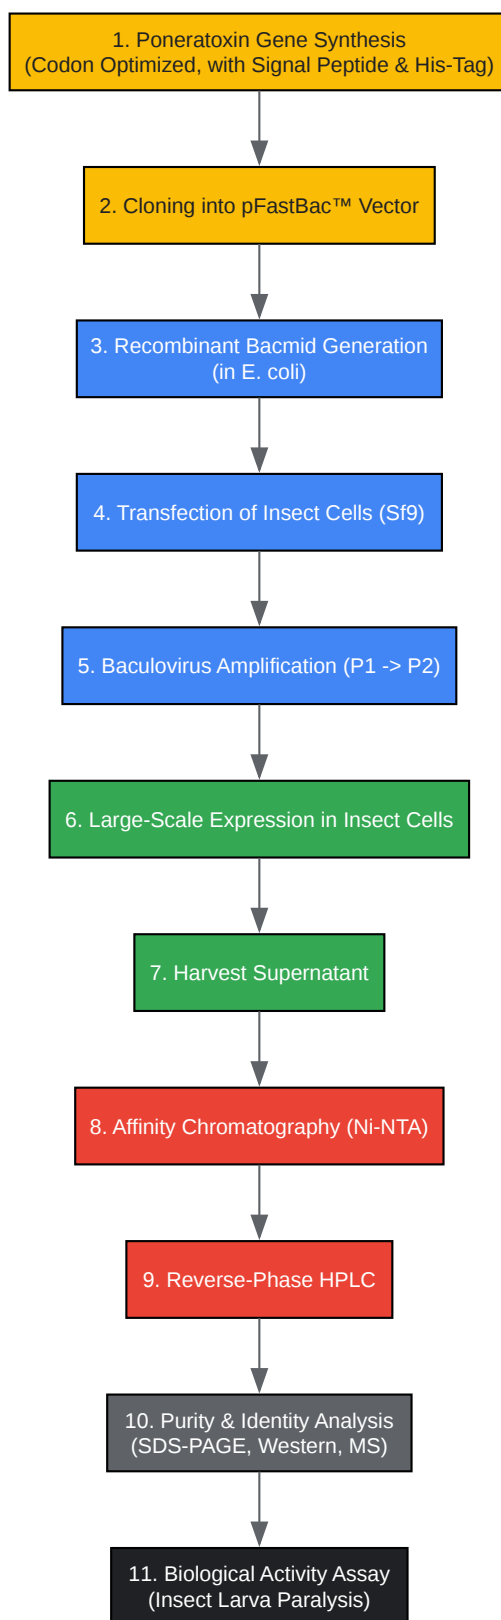 1. Poneratoxin Gene Synthesis
(Codon Optimized, with Signal Peptide & His-Tag)
2. Cloning into pFastBac™ Vector
3. Recombinant Bacmid Generation
(in E. coli)
4. Transfection of Insect Cells (Sf9)
5. Baculovirus Amplification (P1 -> P2)
6. Large-Scale Expression in Insect Cells
7. Harvest Supernatant
8. Affinity Chromatography (Ni-NTA)
9. Reverse-Phase HPLC
10. Purity & Identity Analysis
(SDS-PAGE, Western, MS)
11. Biological Activity Assay
(Insect Larva Paralysis)